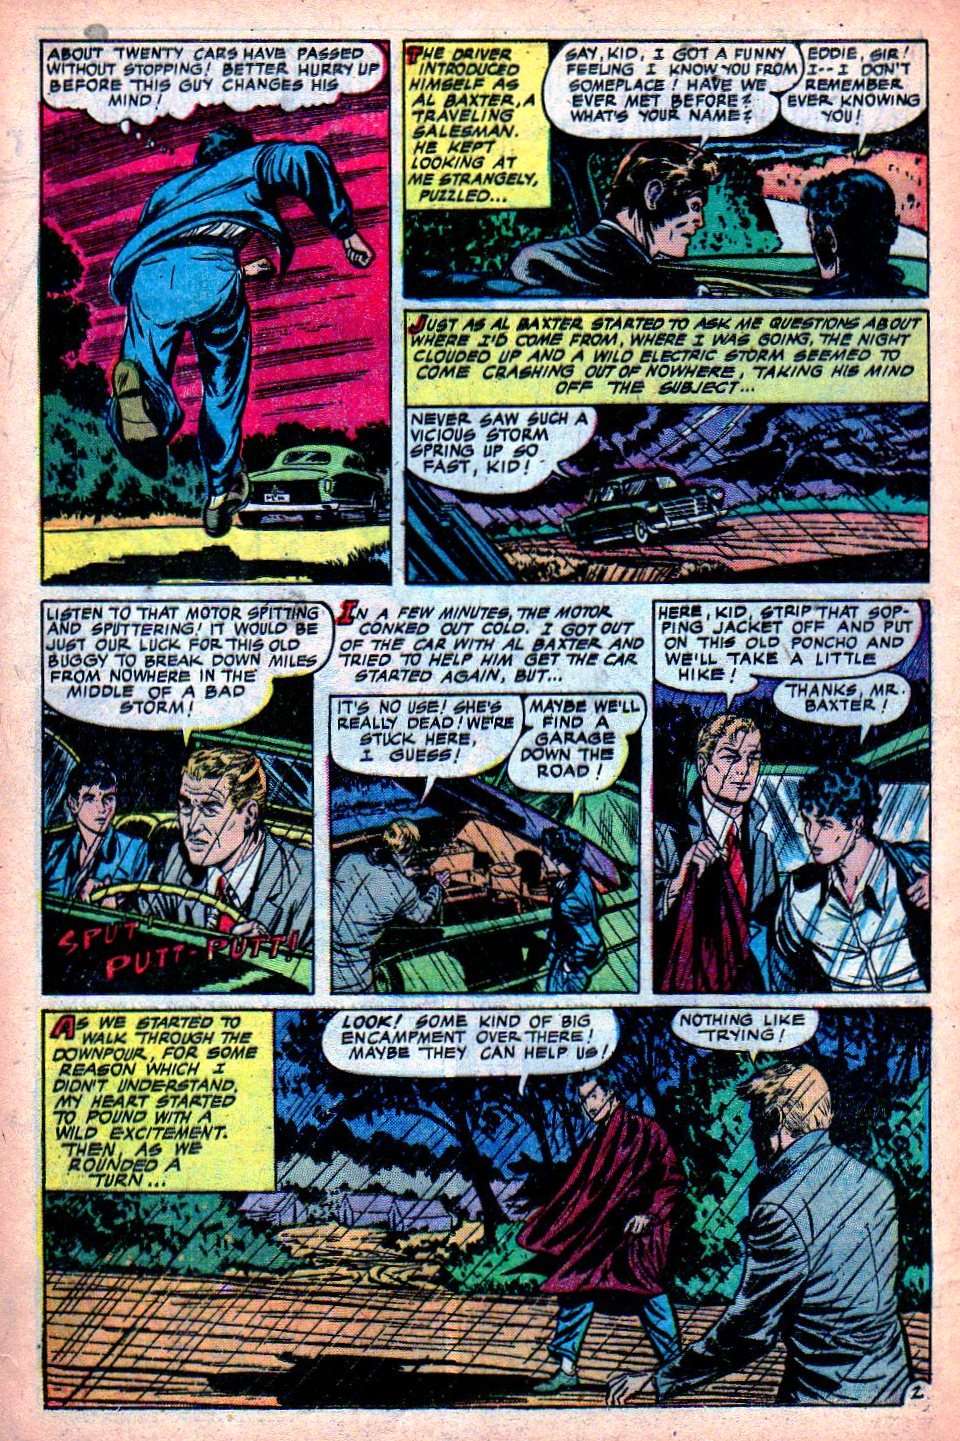 ABOUT TWENTY CARS HAVE PASSED
WITHOUT STOPPING! BETTER HURRY UP
BEFORE THIS GUY CHANGES HIS
MIND!
THE DRIVER
INTRODUCED
HIMSELF AS
AL BAXTER, A
TRAVELING
SALESMAN.
HE KEPT
LOOKING AT
ME STRANGELY,
PUZZLED...
SAY, KID, I GOT A FUNNY
FEELING I KNOW YOU FROM
SOMEPLACE! HAVE WE
EVER MET BEFORE?
WHAT'S YOUR NAME?
EDDIE, SIR!
I--I DON'T
REMEMBER
EVER KNOWING
YOU!
JUST AS AL BAXTER STARTED TO ASK ME QUESTIONS ABOUT
WHERE I'D COME FROM, WHERE I WAS GOING, THE NIGHT
CLOUDED UP AND A WILD ELECTRIC STORM SEEMED TO
COME CRASHING OUT OF NOWHERE, TAKING HIS MIND
OFF THE SUBJECT...
NEVER SAW SUCH A
VICIOUS STORM
SPRING UP SO
FAST, KID!
LISTEN TO THAT MOTOR SPITTING
AND SPUTTERING! IT WOULD BE
JUST OUR LUCK FOR THIS OLD
BUGGY TO BREAK DOWN MILES
FROM NOWHERE IN THE
MIDDLE OF A BAD
STORM!
SPUT
PUTT-PUTT!
IN A FEW MINUTES, THE MOTOR
CONKED OUT COLD. I GOT OUT
OF THE CAR WITH AL BAXTER AND
TRIED TO HELP HIM GET THE CAR
STARTED AGAIN, BUT...
IT'S NO USE! SHE'S
REALLY DEAD! WE'RE
STUCK HERE,
I GUESS!
MAYBE WE'LL
FIND A
GARAGE
DOWN THE
ROAD!
HERE, KID, STRIP THAT SOP-
PING JACKET OFF AND PUT
ON THIS OLD PONCHO AND
WE'LL TAKE A LITTLE
HIKE!
THANKS, MR.
BAXTER!
AS WE STARTED TO
WALK THROUGH THE
DOWNPOUR, FOR SOME
REASON WHICH I
DIDN'T UNDERSTAND,
MY HEART STARTED
TO POUND WITH A
WILD EXCITEMENT.
THEN, AS WE
ROUNDED A
TURN...
LOOK! SOME KIND OF BIG
ENCAMPMENT OVER THERE!
MAYBE THEY CAN HELP US!
NOTHING LIKE
TRYING!
2